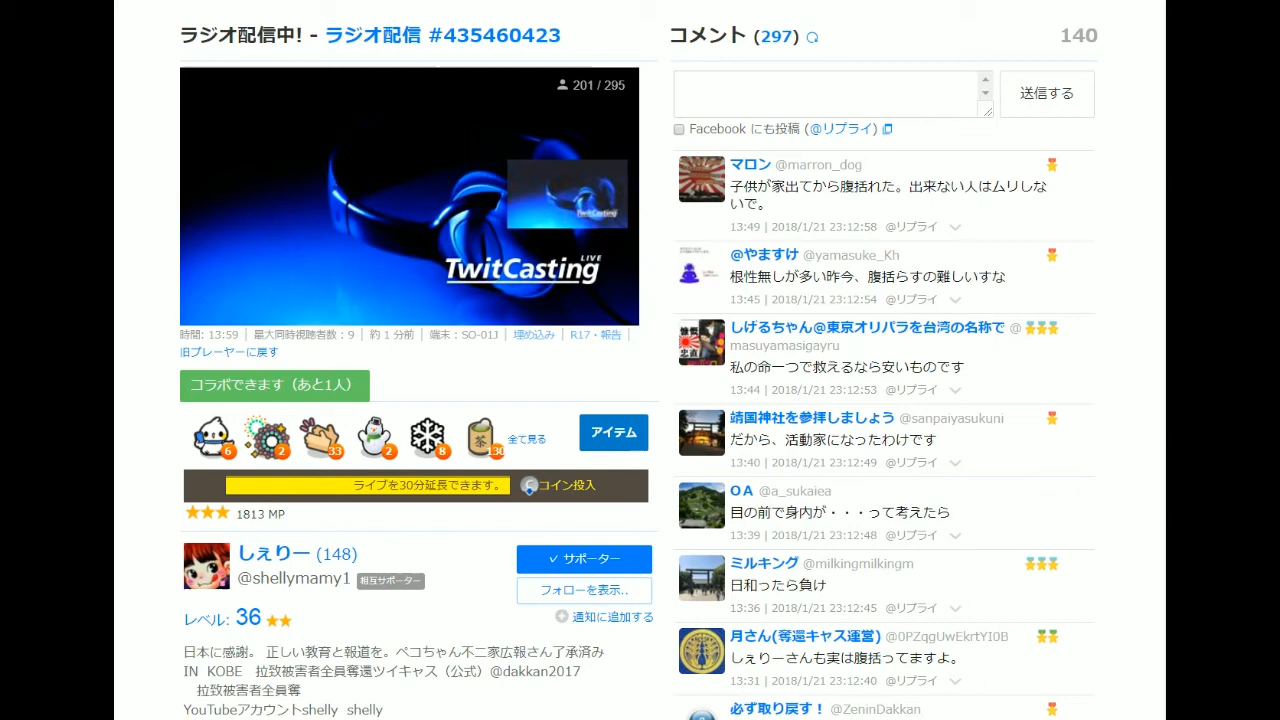 ラジオ配信中! - ラジオ配信 #435460423
201 / 295
TwitCasting LIVE
時間: 13:59 | 最大同時視聴者数 : 9 | 約 1 分前 | 端末 : SO-01J | 埋め込み | R17・報告 |
旧プレーヤーに戻す
コラボできます（あと1人）
6 2 33 2 8 茶 130 全て見る
アイテム
ライブを30分延長できます。 C コイン投入
1813 MP
しぇりー (148)
@shellymamy1 相互サポーター
✓ サポーター
フォローを表示..
レベル: 36
通知に追加する
日本に感謝。 正しい教育と報道を。ペコちゃん不二家広報さん了承済み
IN KOBE 拉致被害者全員奪還ツイキャス（公式）@dakkan2017
拉致被害者全員奪
YouTubeアカウントshelly shelly
コメント (297)
140
送信する
Facebook にも投稿 (@リプライ)
マロン @marron_dog
子供が家出てから腹括れた。出来ない人はムリしな
いで。
13:49 | 2018/1/21 23:12:58 @リプライ
@やますけ @yamasuke_Kh
根性無しが多い昨今、腹括らすの難しいすな
13:45 | 2018/1/21 23:12:54 @リプライ
しげるちゃん@東京オリパラを台湾の名称で @
masuyamasigayru
私の命一つで救えるなら安いものです
13:44 | 2018/1/21 23:12:53 @リプライ
靖国神社を参拝しましょう @sanpaiyasukuni
だから、活動家になったわけです
13:40 | 2018/1/21 23:12:49 @リプライ
OA @a_sukaiea
目の前で身内が・・・って考えたら
13:39 | 2018/1/21 23:12:48 @リプライ
ミルキング @milkingmilkingm
日和ったら負け
13:36 | 2018/1/21 23:12:45 @リプライ
月さん(奪還キャス運営) @0PZqgUwEkrtYI0B
しぇりーさんも実は腹括ってますよ。
13:31 | 2018/1/21 23:12:40 @リプライ
必ず取り戻す！ @ZeninDakkan